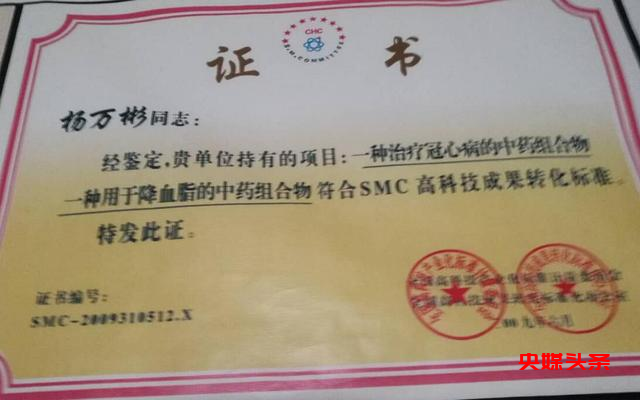 CHC
S.M.COMMITTEE
证书
杨万彬同志：
经鉴定,贵单位持有的项目：一种治疗冠心病的中药组合物
一种用于降血脂的中药组合物符合SMC高科技成果转化标准。
特发此证。
证书编号：
SMC-2009310512.X
央媒头条